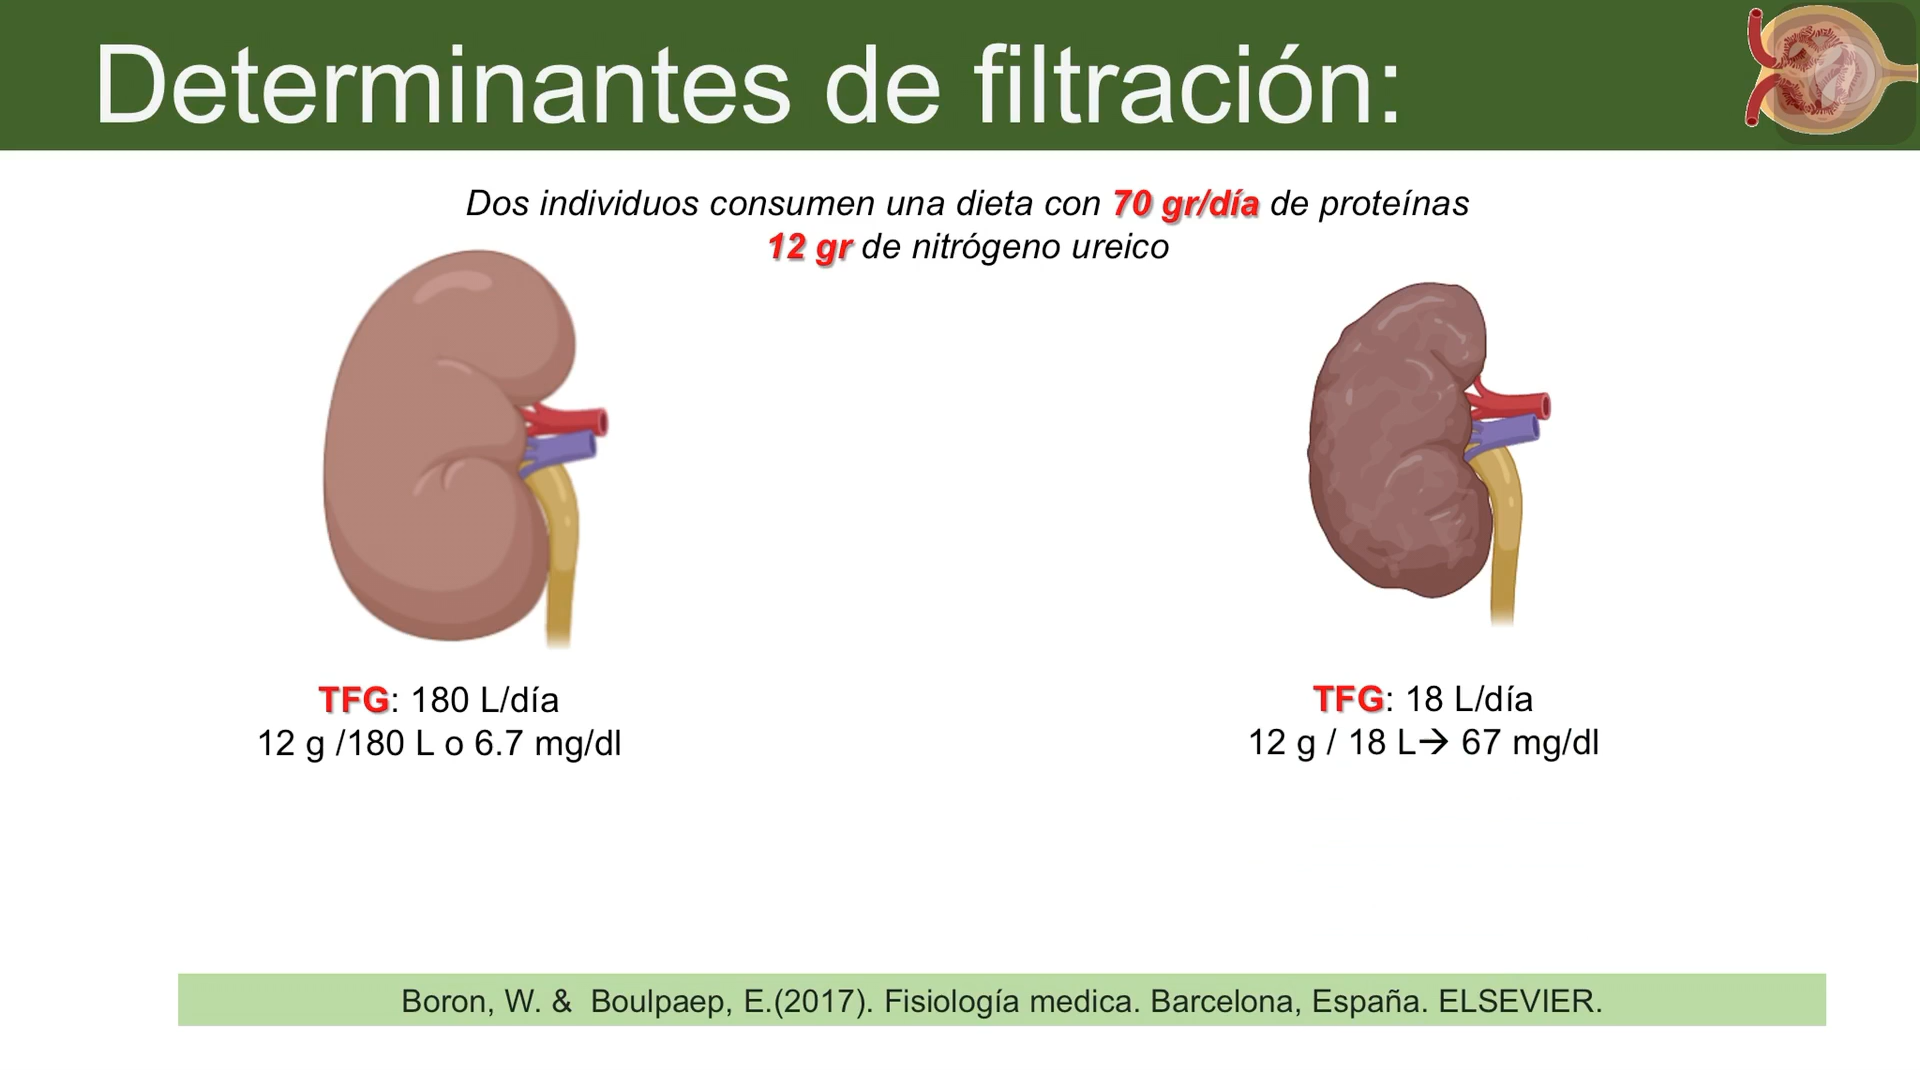 Determinantes de filtración:
Dos individuos consumen una dieta con 70 gr/día de proteínas
12 gr de nitrógeno ureico
TFG: 180 L/día
12 g /180 L o 6.7 mg/dl
TFG: 18 L/día
12 g / 18 L→ 67 mg/dl
Boron, W. &  Boulpaep, E.(2017). Fisiología medica. Barcelona, España. ELSEVIER.